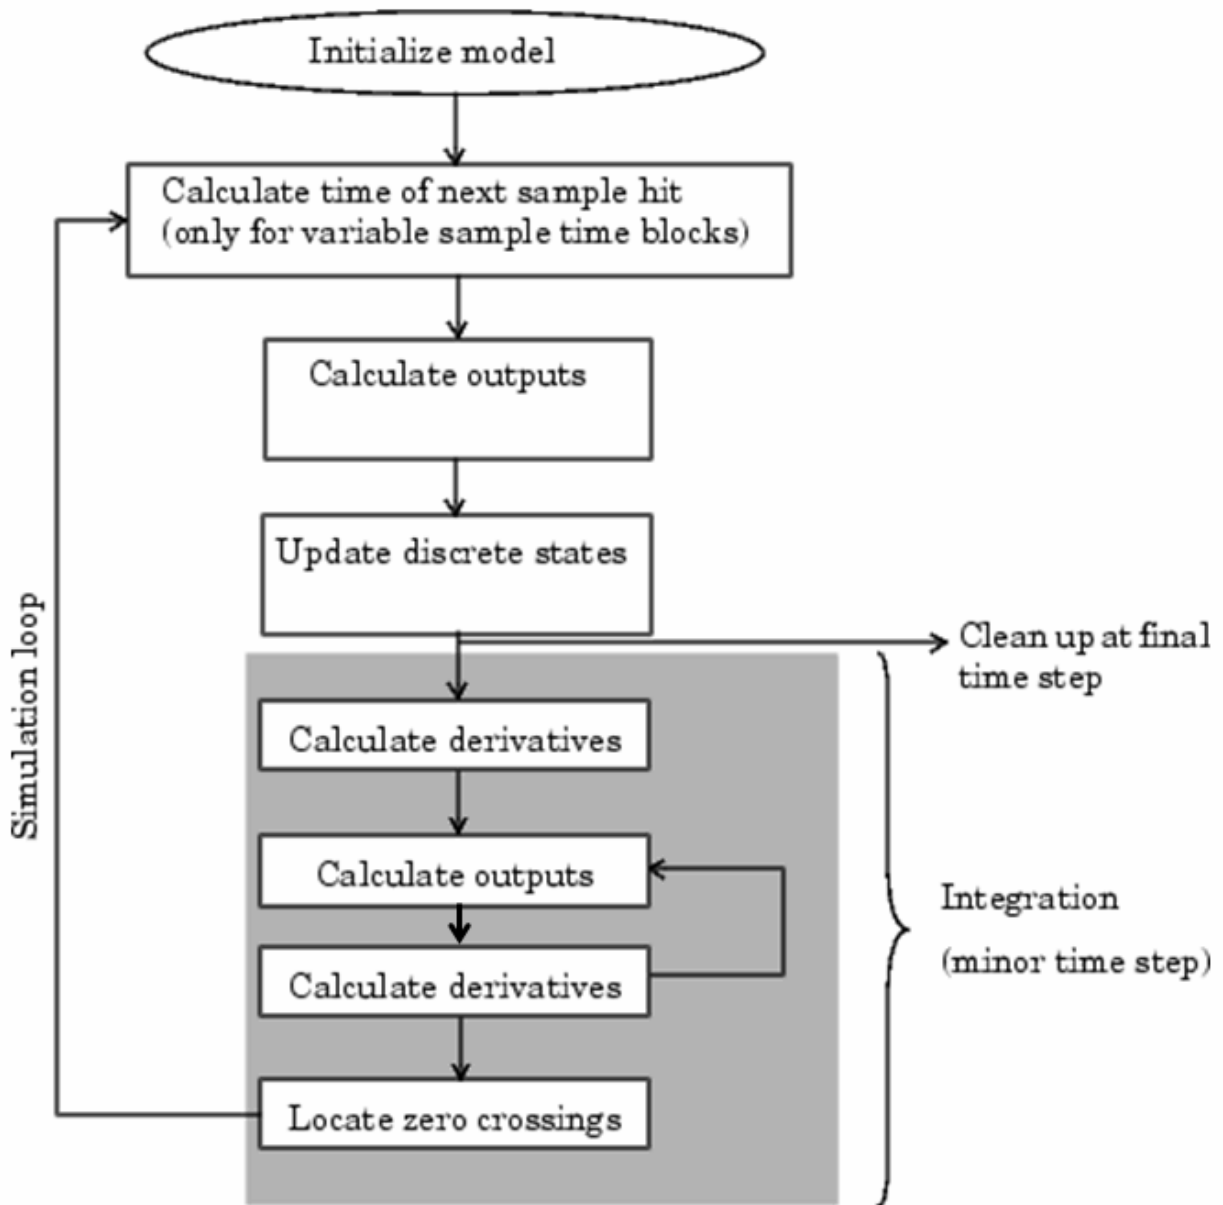 Initialize model
Calculate time of next sample hit
(only for variable sample time blocks)
Calculate outputs
Update discrete states
Clean up at final
time step
Calculate derivatives
Calculate outputs
Calculate derivatives
Locate zero crossings
Integration
(minor time step)
Simulation loop